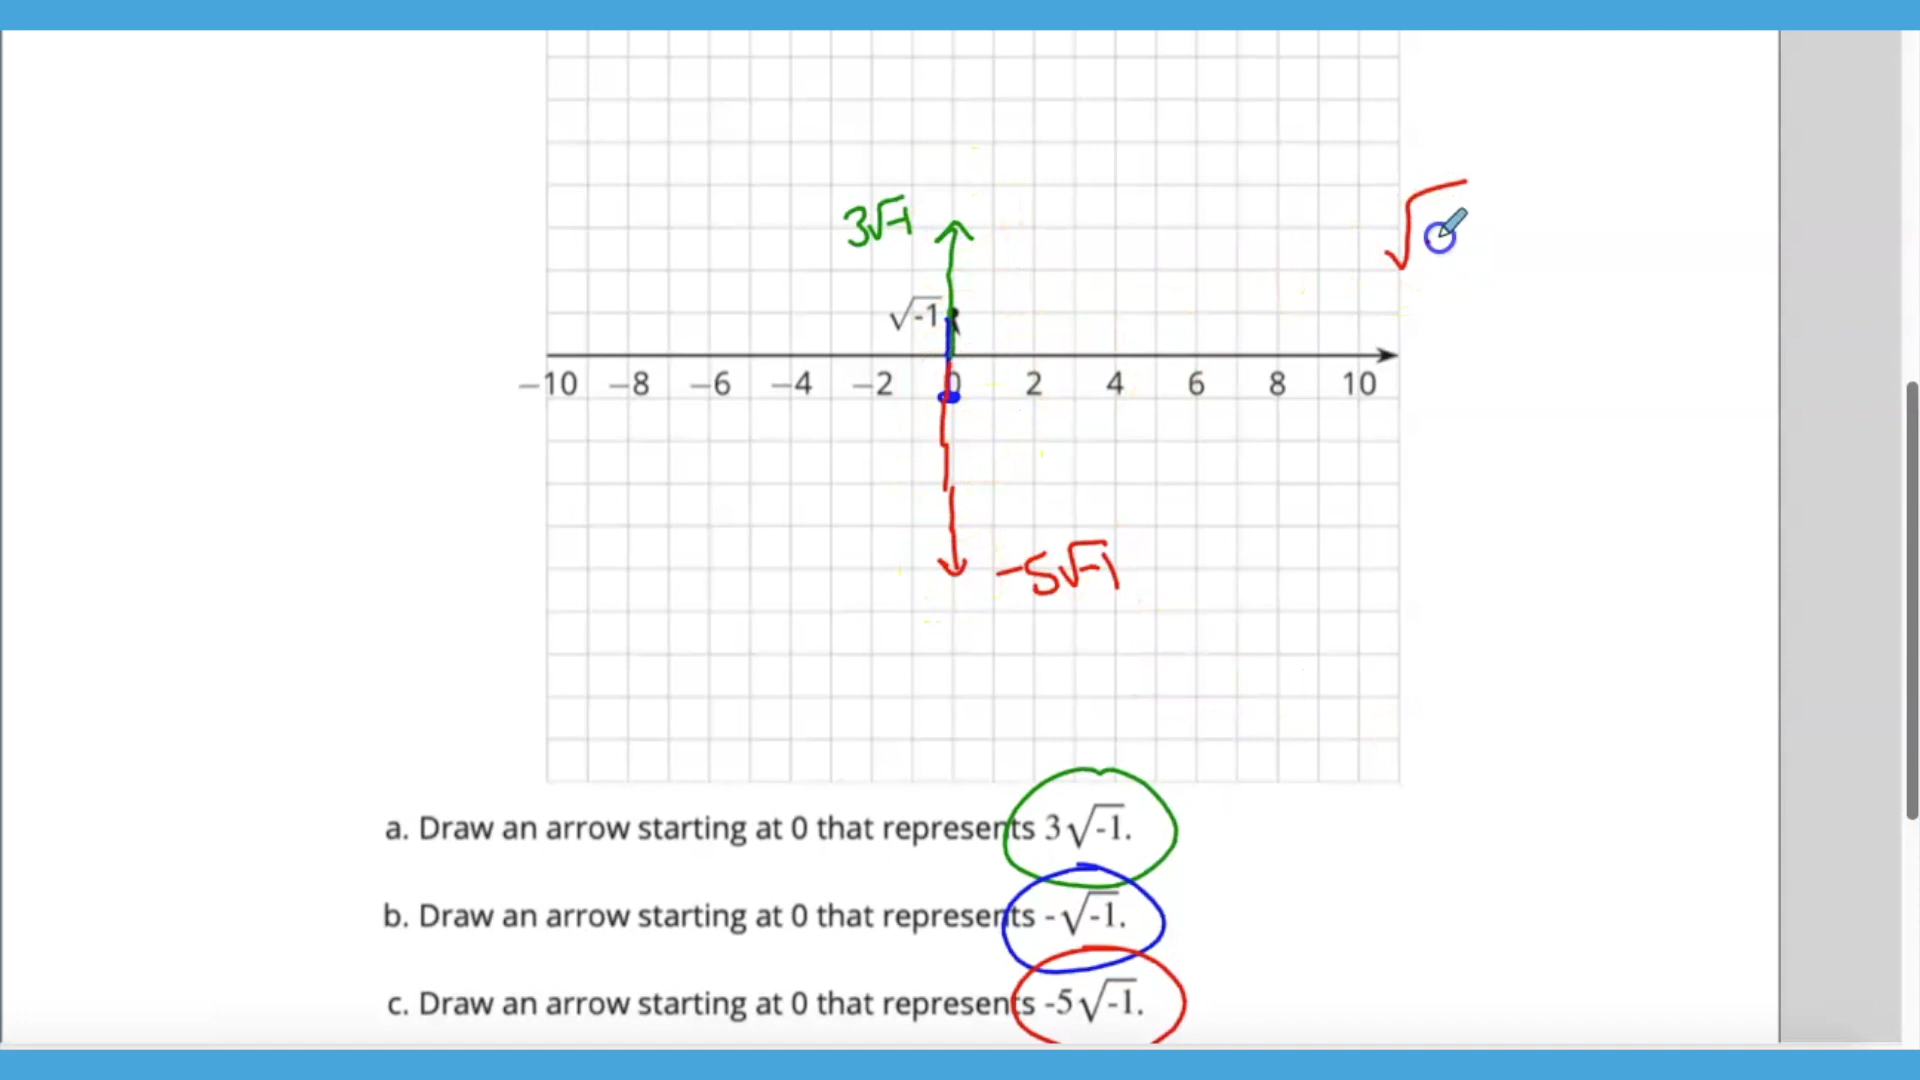 3√-1
√-1
−10 −8 −6 −4 −2 0 2 4 6 8 10
-5√-1
√
a. Draw an arrow starting at 0 that represents 3√-1.
b. Draw an arrow starting at 0 that represents -√-1.
c. Draw an arrow starting at 0 that represents -5√-1.